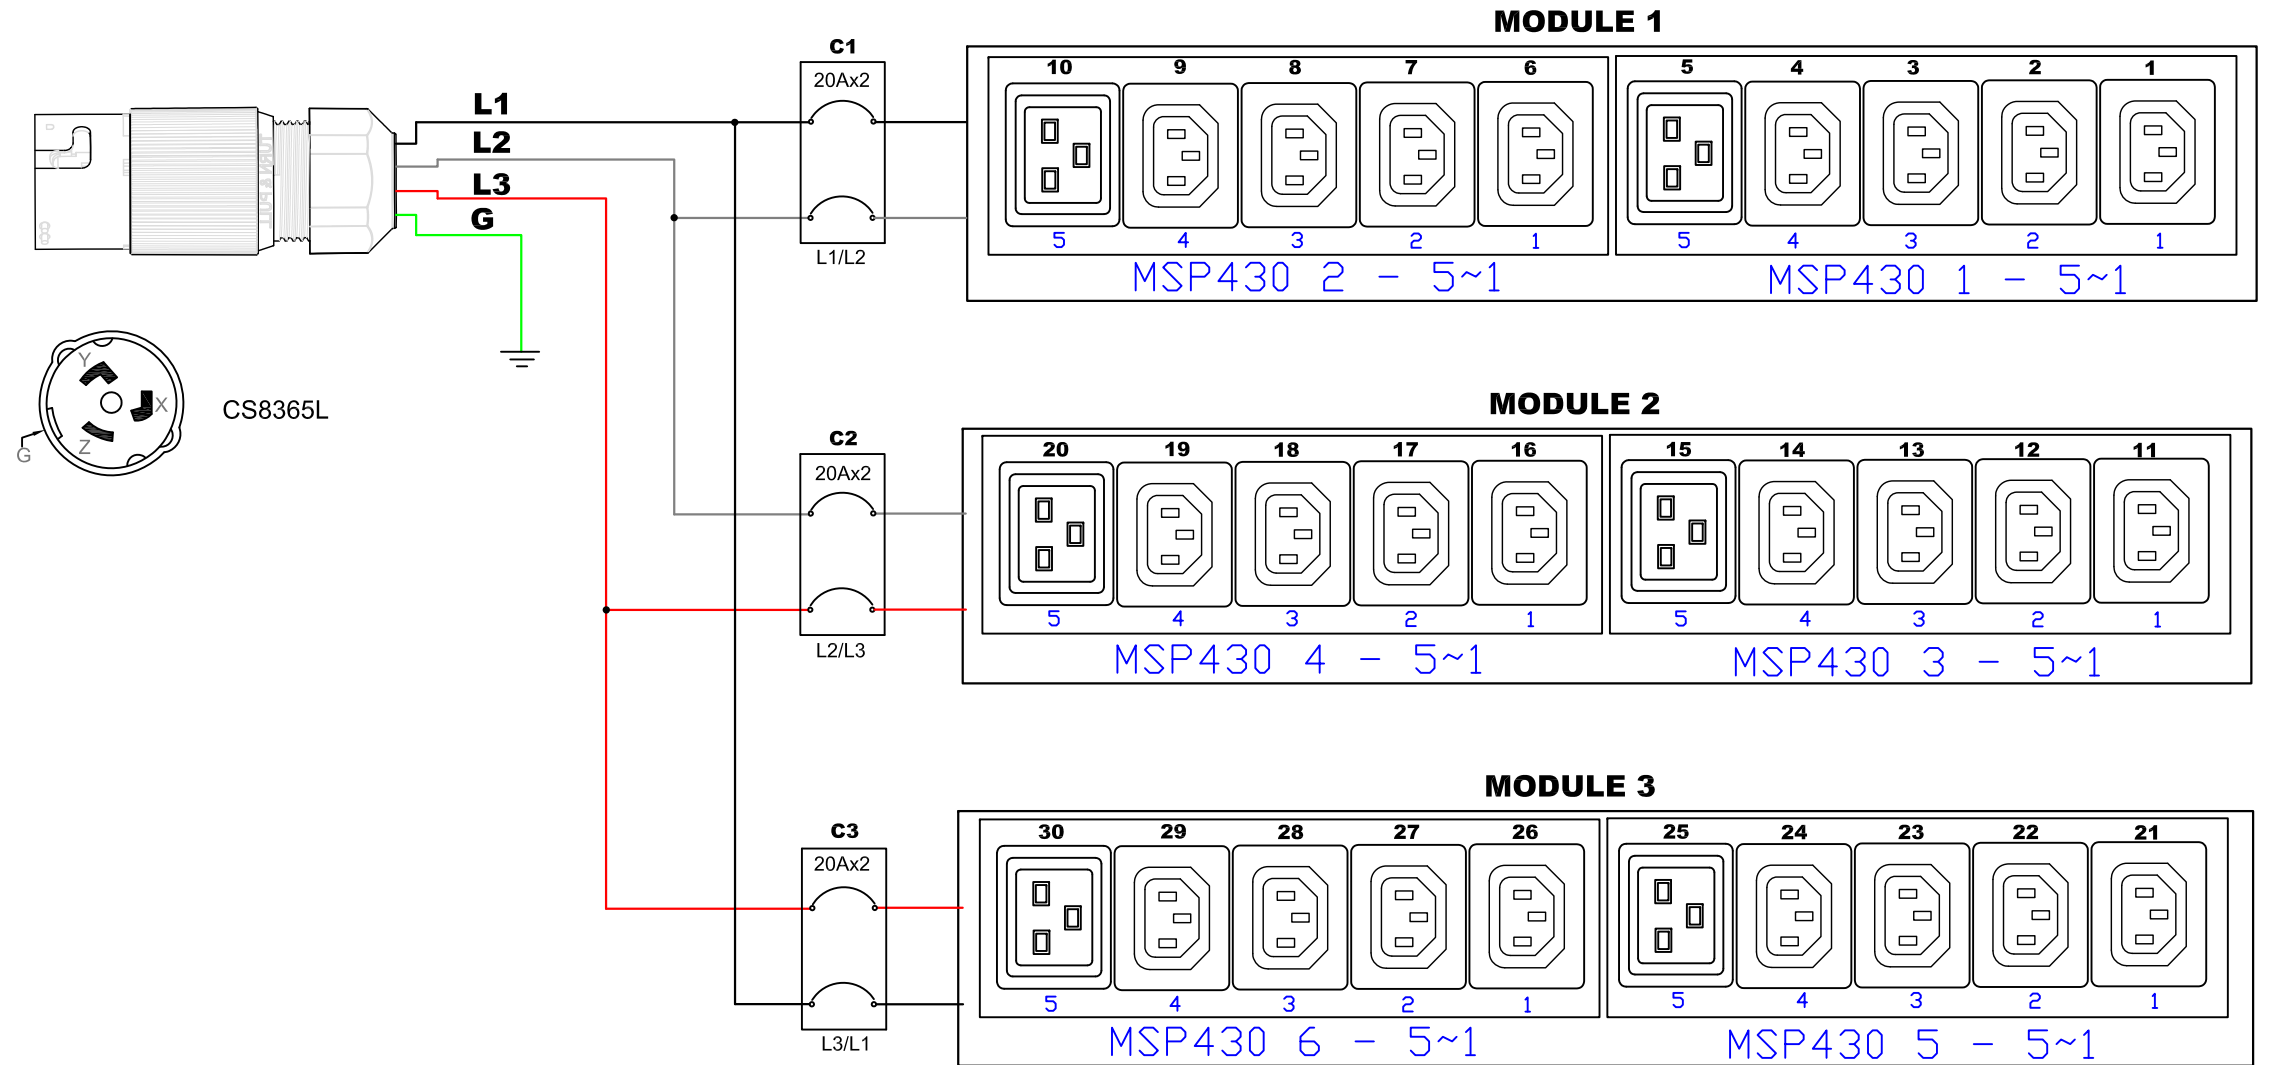 MODULE 1
C1
20Ax2
L1/L2
10 9 8 7 6 5 4 3 2 1
5 4 3 2 1 5 4 3 2 1
MSP430 2 - 5~1 MSP430 1 - 5~1
L1
L2
L3
G
Y
X
Z
G
CS8365L
MODULE 2
C2
20Ax2
L2/L3
20 19 18 17 16 15 14 13 12 11
5 4 3 2 1 5 4 3 2 1
MSP430 4 - 5~1 MSP430 3 - 5~1
MODULE 3
C3
20Ax2
L3/L1
30 29 28 27 26 25 24 23 22 21
5 4 3 2 1 5 4 3 2 1
MSP430 6 - 5~1 MSP430 5 - 5~1